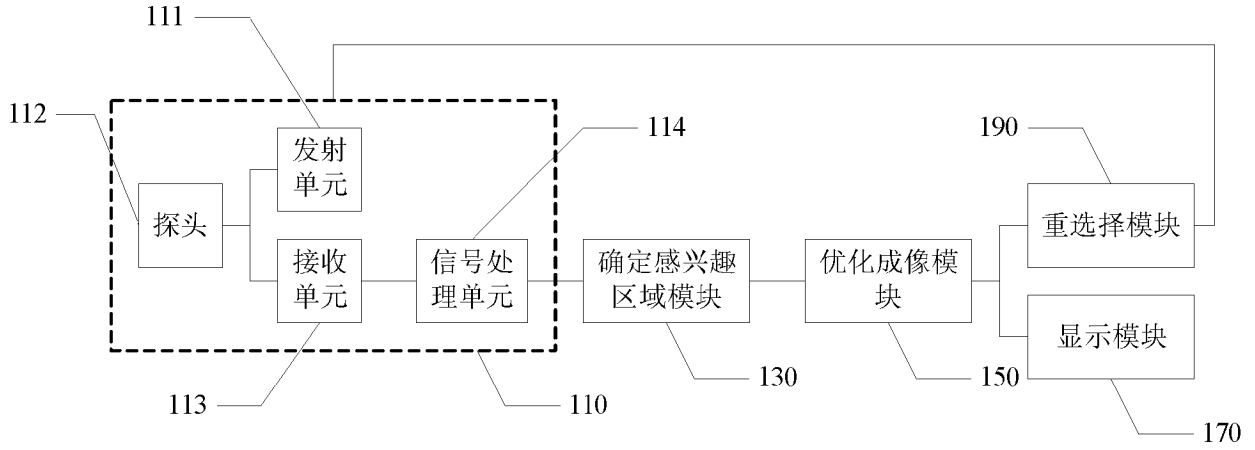 111
112
发射
单元
114
190
探头
接收
单元
信号处
理单元
确定感兴趣
区域模块
优化成像模
块
重选择模块
显示模块
113
110
130
150
170